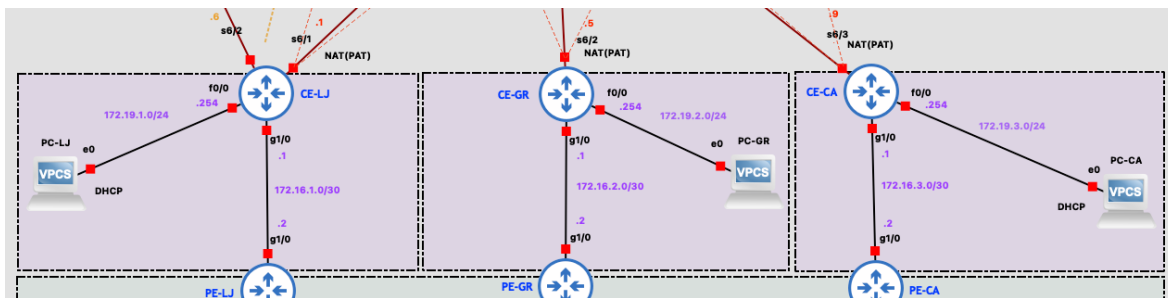 .6
s6/2
s6/1
.1
NAT(PAT)
.5
s6/2
NAT(PAT)
.9
s6/3
NAT(PAT)
f0/0
CE-LJ
.254
172.19.1.0/24
PC-LJ
e0
VPCS
DHCP
g1/0
.1
172.16.1.0/30
.2
g1/0
PE-LJ
CE-GR
f0/0
.254
172.19.2.0/24
g1/0
.1
e0
PC-GR
VPCS
172.16.2.0/30
.2
g1/0
PE-GR
CE-CA
f0/0
.254
172.19.3.0/24
g1/0
.1
PC-CA
e0
VPCS
DHCP
172.16.3.0/30
.2
g1/0
PE-CA